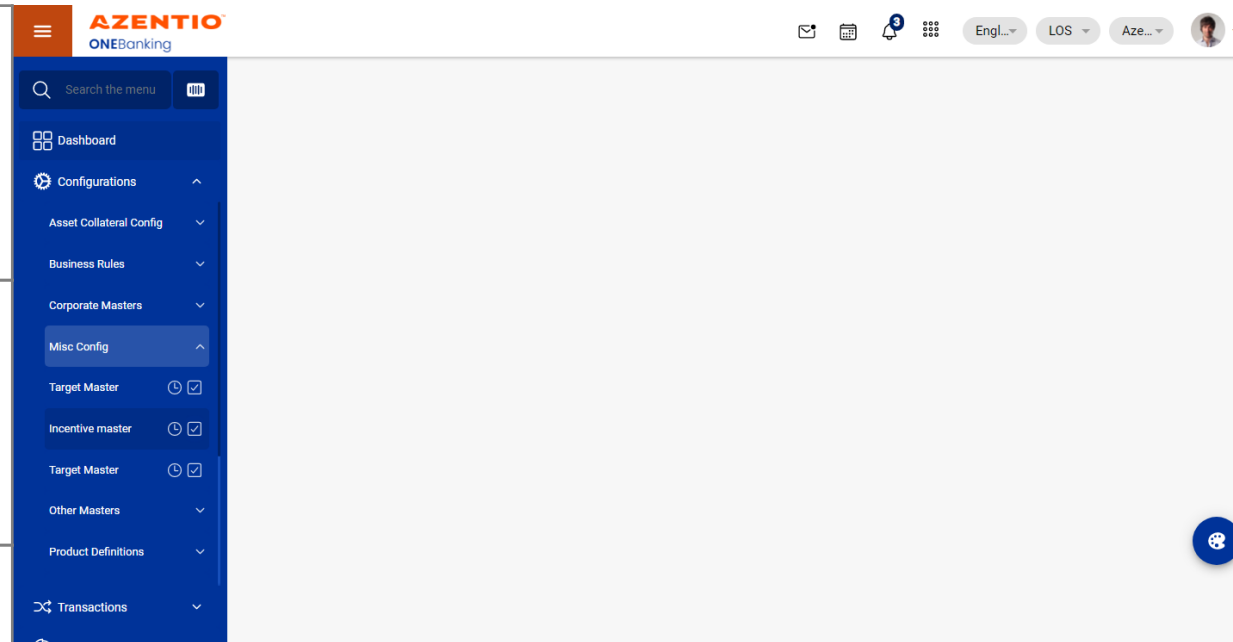 AZENTIO
ONEBanking
3
Engl...
LOS
Aze...
Search the menu
Dashboard
Configurations
Asset Collateral Config
Business Rules
Corporate Masters
Misc Config
Target Master
Incentive master
Target Master
Other Masters
Product Definitions
Transactions